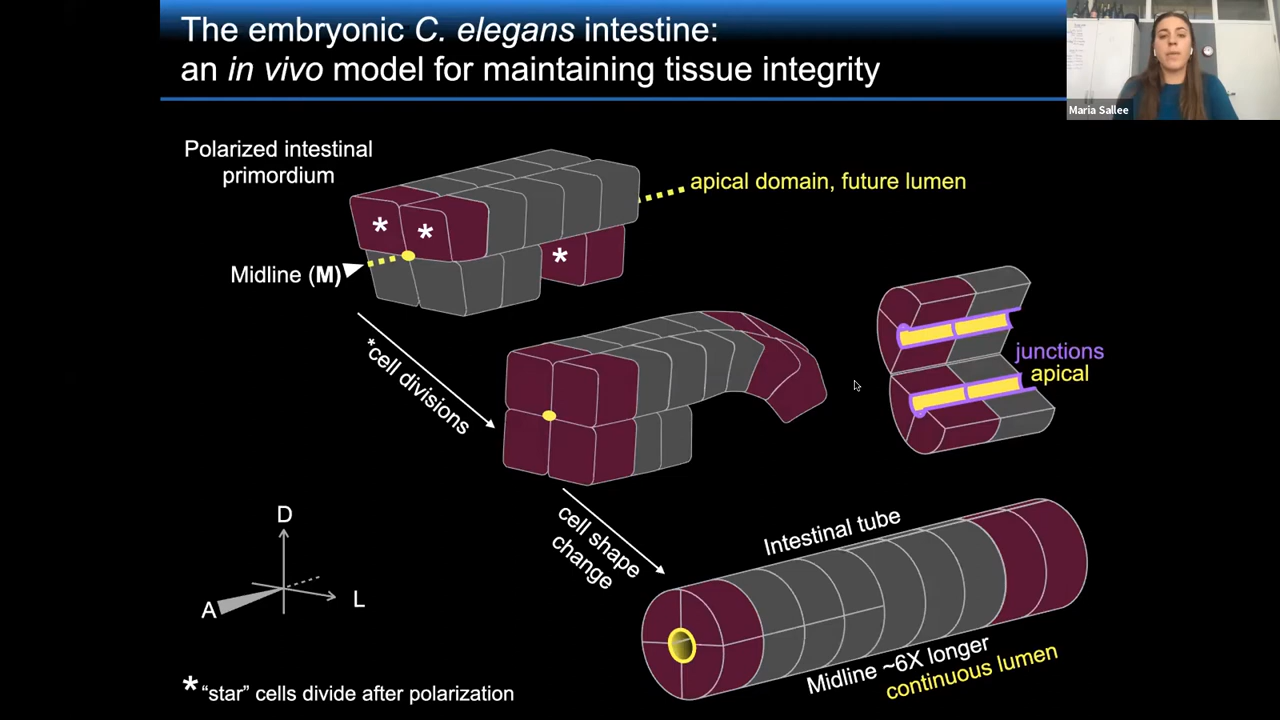 The embryonic C. elegans intestine:
an in vivo model for maintaining tissue integrity
Maria Sallee
Polarized intestinal
primordium
apical domain, future lumen
*
*
*
Midline (M)
*cell divisions
junctions
apical
cell shape
change
Intestinal tube
D
A
L
Midline ~6X longer
continuous lumen
* “star” cells divide after polarization